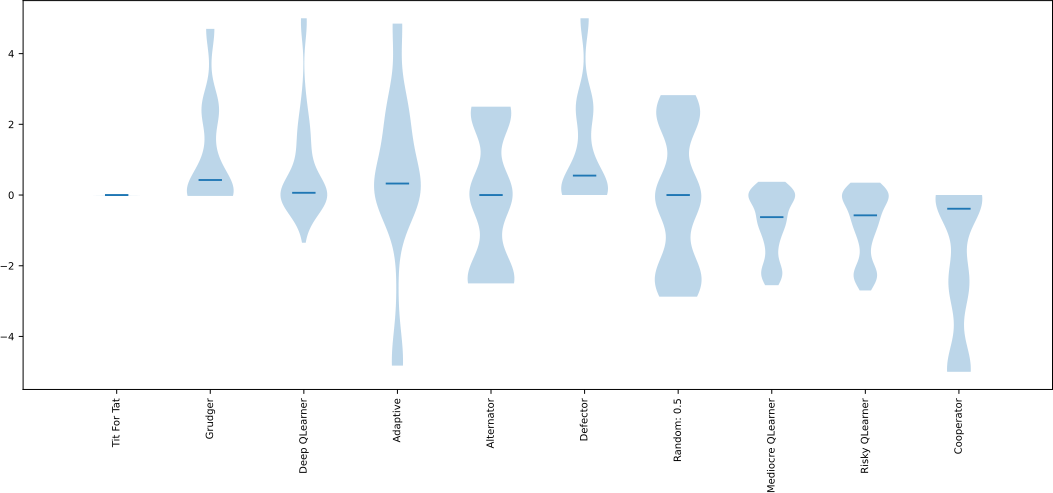 4
2
0
−2
−4
Tit For Tat
Grudger
Deep QLearner
Adaptive
Alternator
Defector
Random: 0.5
Mediocre QLearner
Risky QLearner
Cooperator